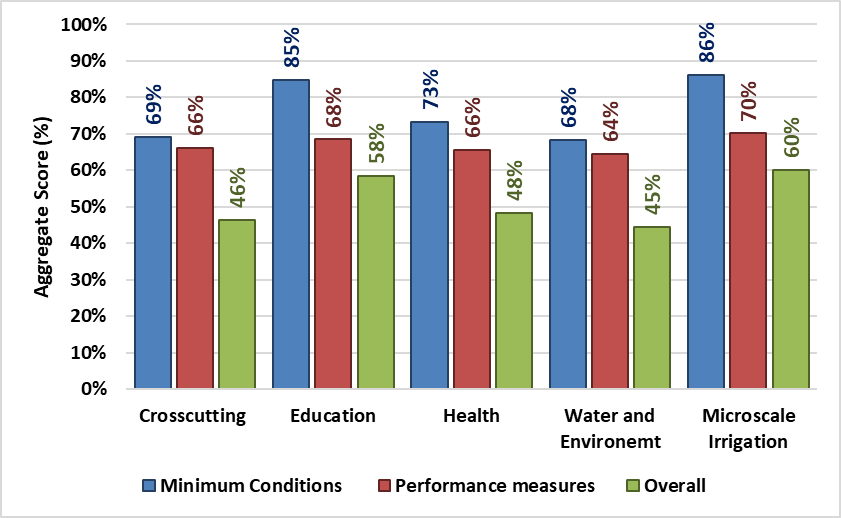 100%
90%
80%
70%
60%
50%
40%
30%
20%
10%
0%
Aggregate Score (%)
69%
66%
46%
85%
68%
58%
73%
66%
48%
68%
64%
45%
86%
70%
60%
Crosscutting
Education
Health
Water and
Environemt
Microscale
Irrigation
Minimum Conditions
Performance measures
Overall